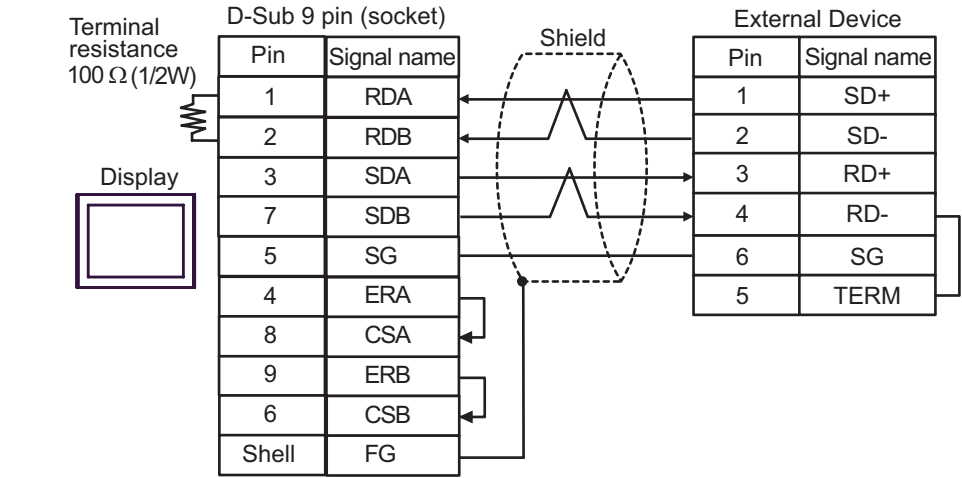 Terminal
resistance
100 Ω (1/2W)
D-Sub 9 pin (socket)
Pin Signal name
1 RDA
2 RDB
3 SDA
7 SDB
5 SG
4 ERA
8 CSA
9 ERB
6 CSB
Shell FG
Display
Shield
External Device
Pin Signal name
1 SD+
2 SD-
3 RD+
4 RD-
6 SG
5 TERM